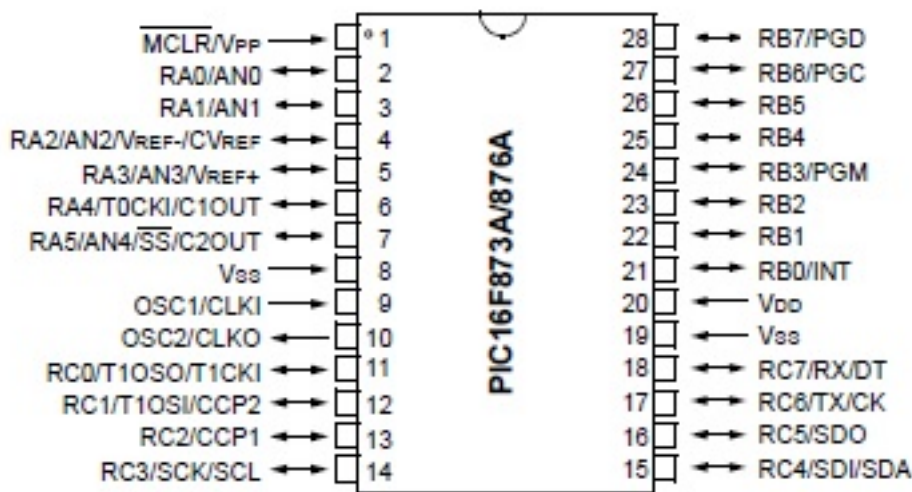 MCLR/VPP 1 28 RB7/PGD
RA0/AN0 2 27 RB6/PGC
RA1/AN1 3 26 RB5
RA2/AN2/VREF-/CVREF 4 25 RB4
RA3/AN3/VREF+ 5 24 RB3/PGM
RA4/T0CKI/C1OUT 6 23 RB2
RA5/AN4/SS/C2OUT 7 22 RB1
VSS 8 21 RB0/INT
OSC1/CLKI 9 20 VDD
OSC2/CLKO 10 19 VSS
RC0/T1OSO/T1CKI 11 18 RC7/RX/DT
RC1/T1OSI/CCP2 12 17 RC6/TX/CK
RC2/CCP1 13 16 RC5/SDO
RC3/SCK/SCL 14 15 RC4/SDI/SDA
PIC16F873A/876A